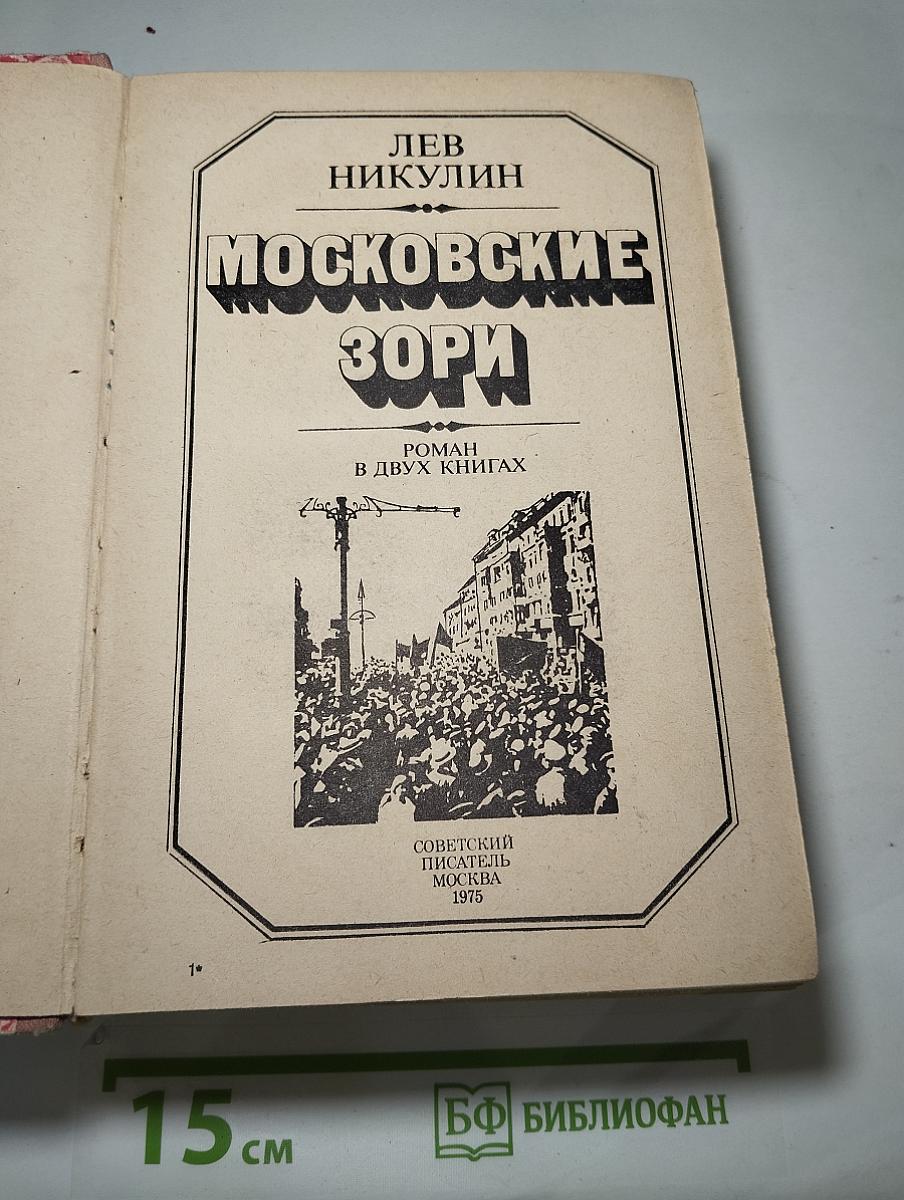 ЛЕВ
НИКУЛИН
МОСКОВСКИЕ
ЗОРИ
РОМАН
В ДВУХ КНИГАХ
СОВЕТСКИЙ
ПИСАТЕЛЬ
МОСКВА
1975
1*
15 см
БФ БИБЛИОФАН